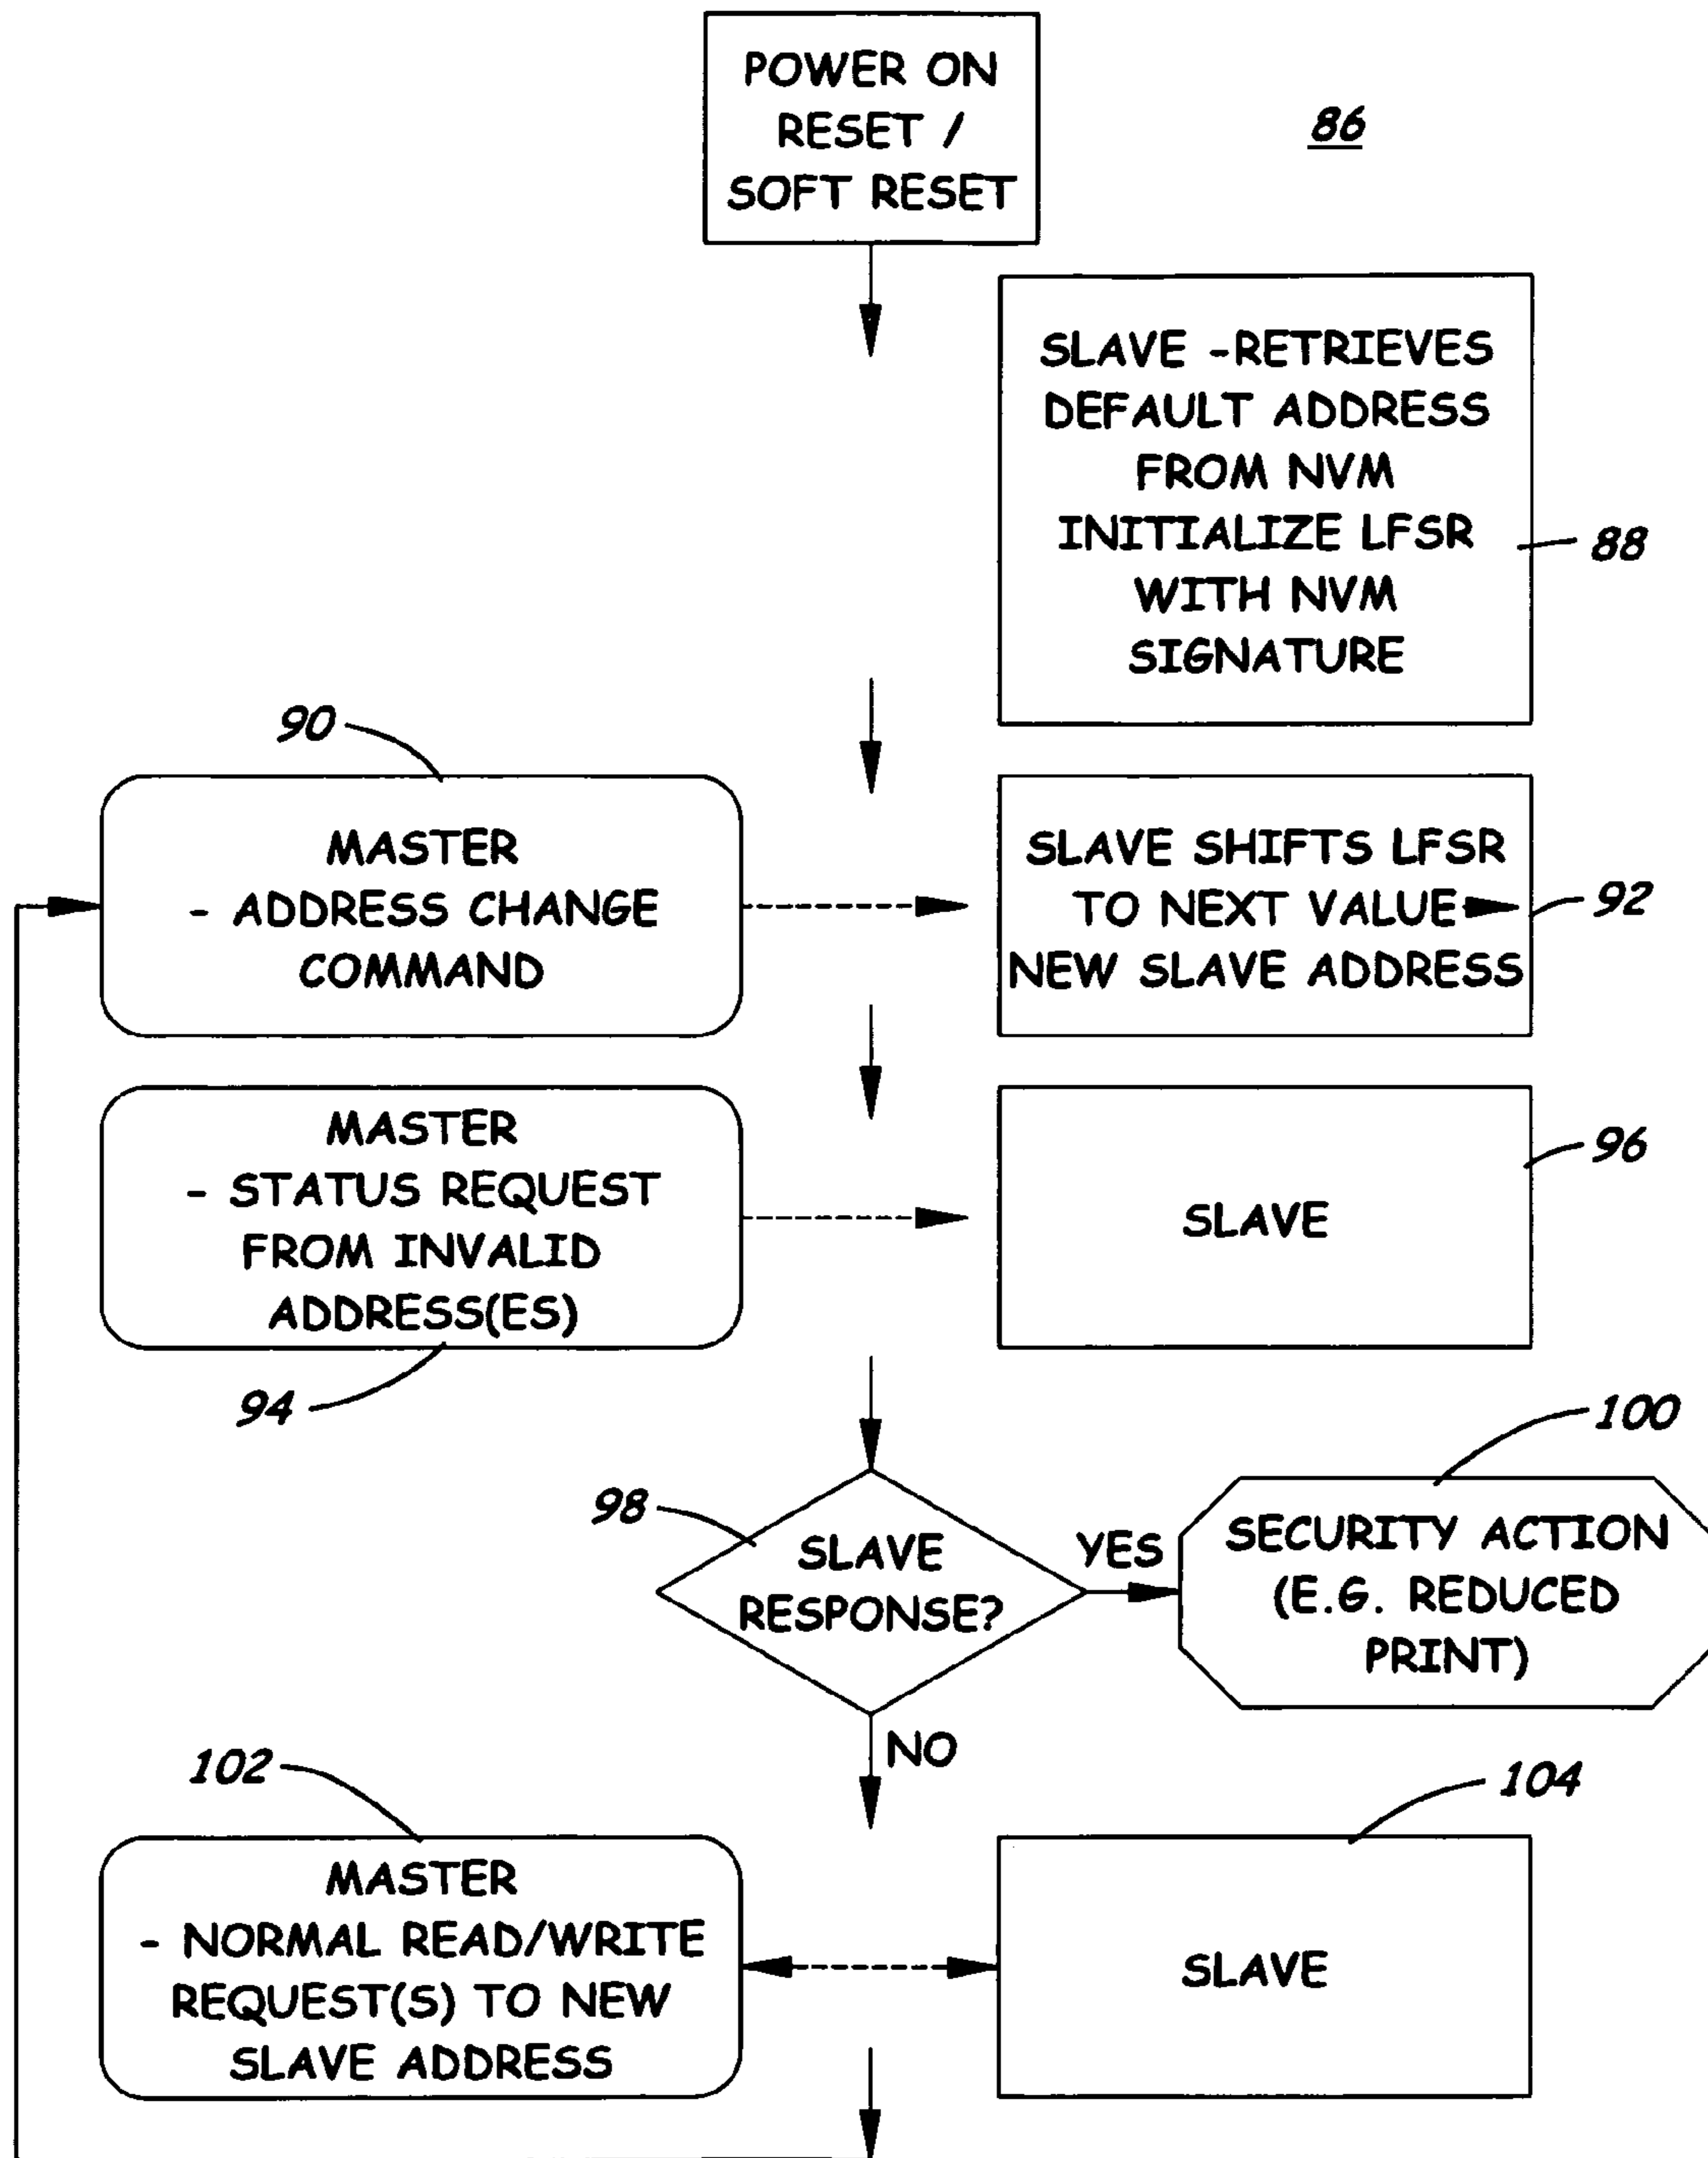 POWER ON
RESET /
SOFT RESET
86
SLAVE -RETRIEVES
DEFAULT ADDRESS
FROM NVM
INITIALIZE LFSR
WITH NVM
SIGNATURE
88
90
MASTER
- ADDRESS CHANGE
COMMAND
SLAVE SHIFTS LFSR
TO NEXT VALUE
NEW SLAVE ADDRESS
92
MASTER
- STATUS REQUEST
FROM INVALID
ADDRESS(ES)
94
SLAVE
96
98
SLAVE
RESPONSE?
YES
100
SECURITY ACTION
(E.G. REDUCED
PRINT)
NO
102
MASTER
- NORMAL READ/WRITE
REQUEST(S) TO NEW
SLAVE ADDRESS
104
SLAVE